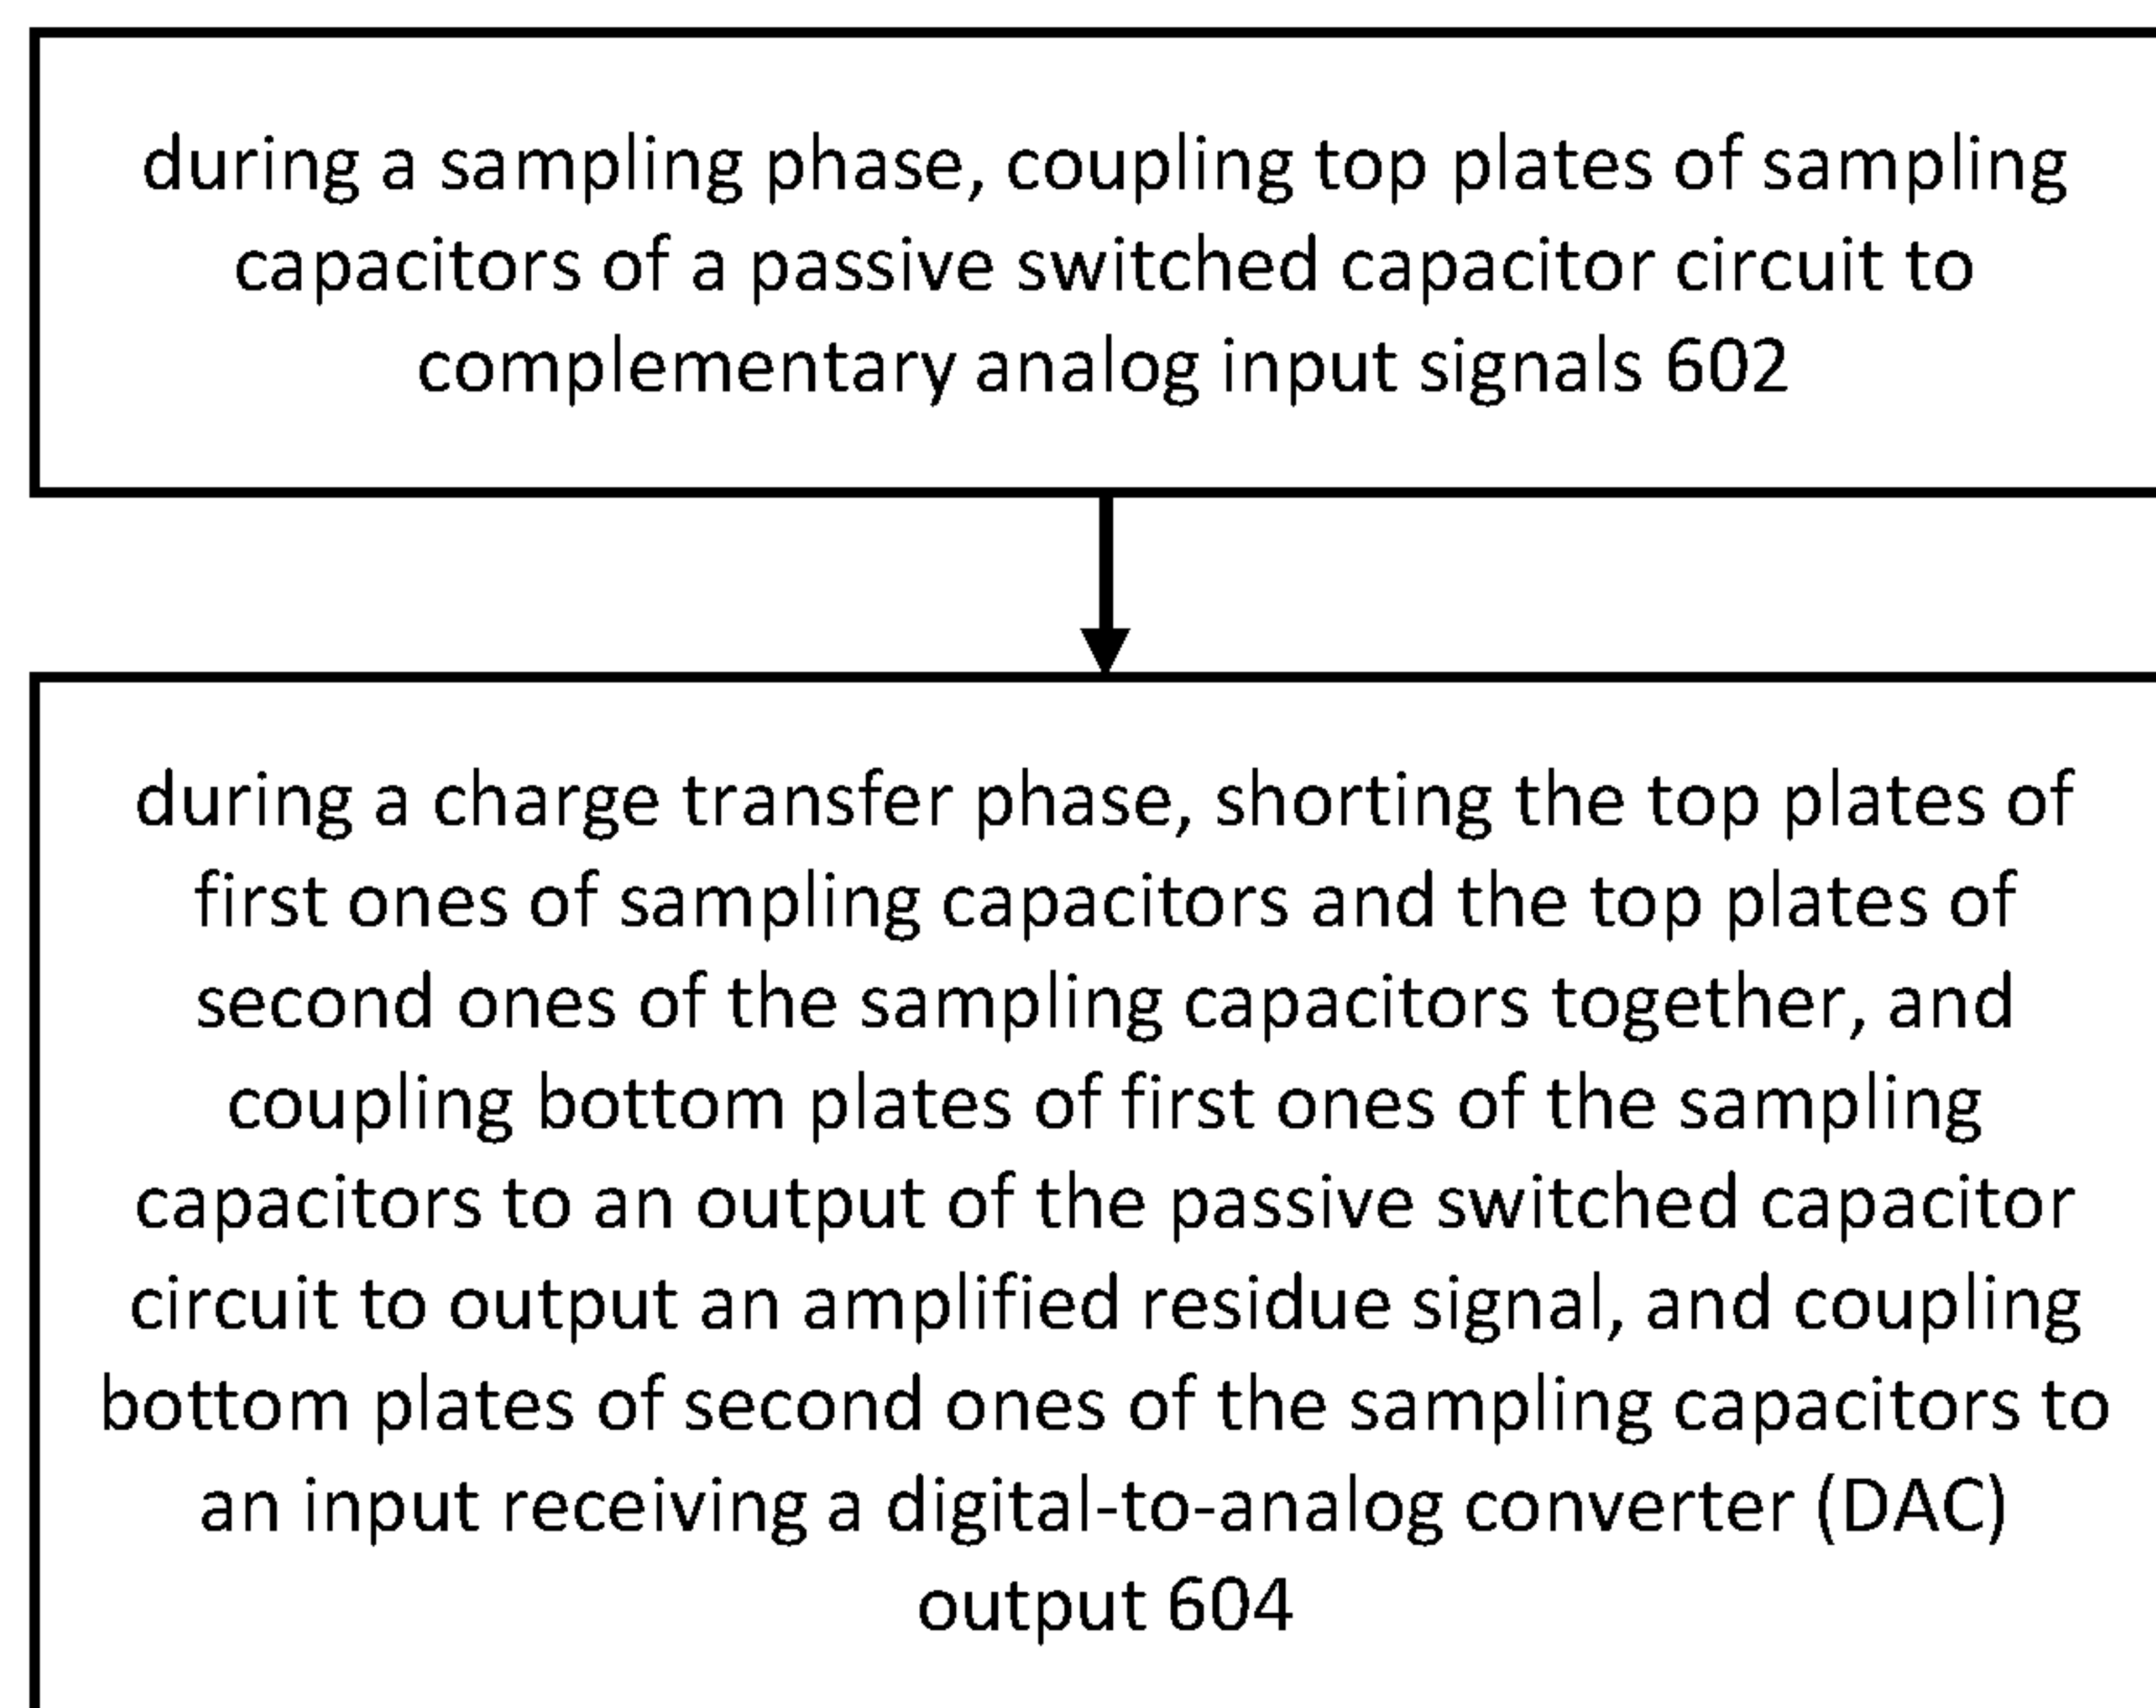 during a sampling phase, coupling top plates of sampling
capacitors of a passive switched capacitor circuit to
complementary analog input signals 602
during a charge transfer phase, shorting the top plates of
first ones of sampling capacitors and the top plates of
second ones of the sampling capacitors together, and
coupling bottom plates of first ones of the sampling
capacitors to an output of the passive switched capacitor
circuit to output an amplified residue signal, and coupling
bottom plates of second ones of the sampling capacitors to
an input receiving a digital-to-analog converter (DAC)
output 604